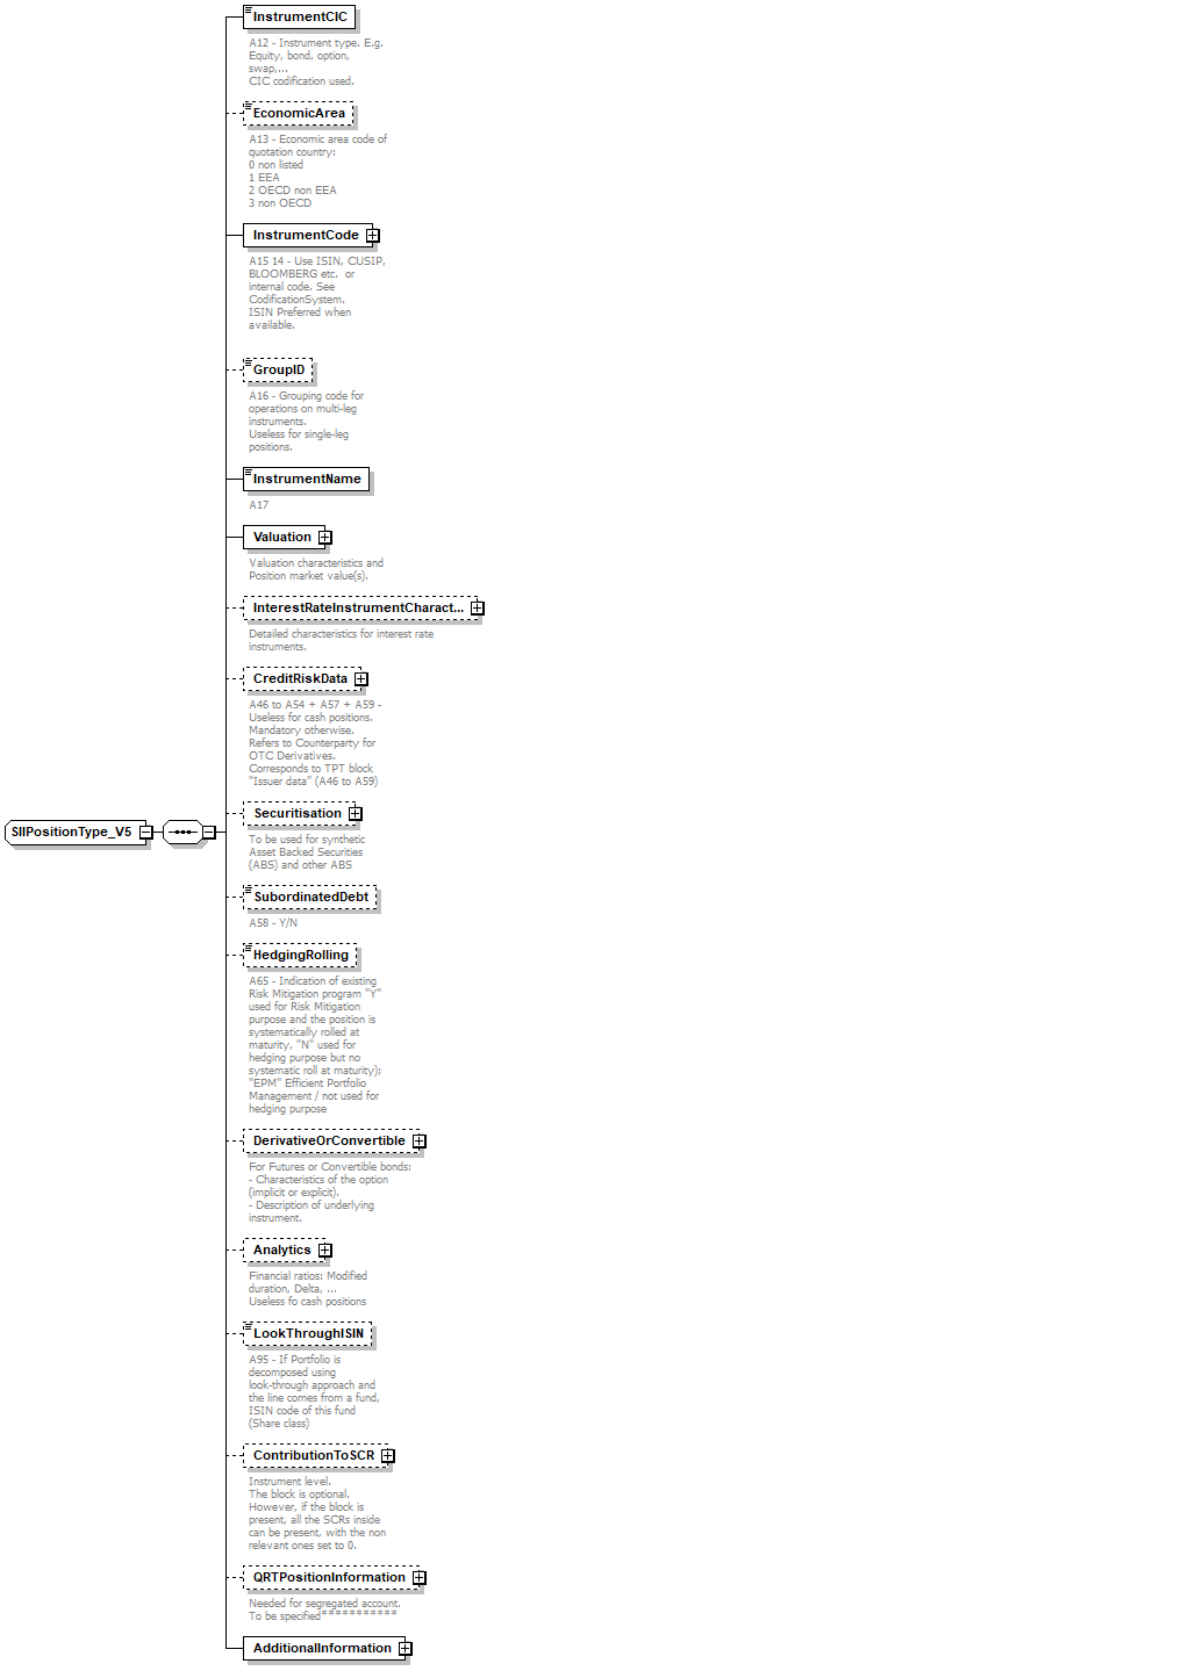 InstrumentCIC
A12 - Instrument type. E.g.
Equity, bond, option,
swap,...
CIC codification used.
EconomicArea
A13 - Economic area code of
quotation country:
0 non listed
1 EEA
2 OECD non EEA
3 non OECD
InstrumentCode
A15 14 - Use ISIN, CUSIP,
BLOOMBERG etc. or
internal code. See
CodificationSystem.
ISIN Preferred when
available.
GroupID
A16 - Grouping code for
operations on multi-leg
instruments.
Useless for single-leg
positions.
InstrumentName
A17
Valuation
Valuation characteristics and
Position market value(s).
InterestRateInstrumentCharact...
Detailed characteristics for interest rate
instruments.
CreditRiskData
A46 to A54 + A57 + A59 -
Useless for cash positions.
Mandatory otherwise.
Refers to Counterparty for
OTC Derivatives.
Corresponds to TPT block
"Issuer data" (A46 to A59)
SIIPositionType_V5
Securitisation
To be used for synthetic
Asset Backed Securities
(ABS) and other ABS
SubordinatedDebt
A58 - Y/N
HedgingRolling
A65 - Indication of existing
Risk Mitigation program "Y"
used for Risk Mitigation
purpose and the position is
systematically rolled at
maturity, "N" used for
hedging purpose but no
systematic roll at maturity);
"EPM" Efficient Portfolio
Management / not used for
hedging purpose
DerivativeOrConvertible
For Futures or Convertible bonds:
- Characteristics of the option
(implicit or explicit).
- Description of underlying
instrument.
Analytics
Financial ratios: Modified
duration, Delta, ...
Useless fo cash positions
LookThroughISIN
A95 - If Portfolio is
decomposed using
look-through approach and
the line comes from a fund,
ISIN code of this fund
(Share class)
ContributionToSCR
Instrument level.
The block is optional.
However, if the block is
present, all the SCRs inside
can be present, with the non
relevant ones set to 0.
QRTPositionInformation
Needed for segregated account.
To be specified***********
AdditionalInformation